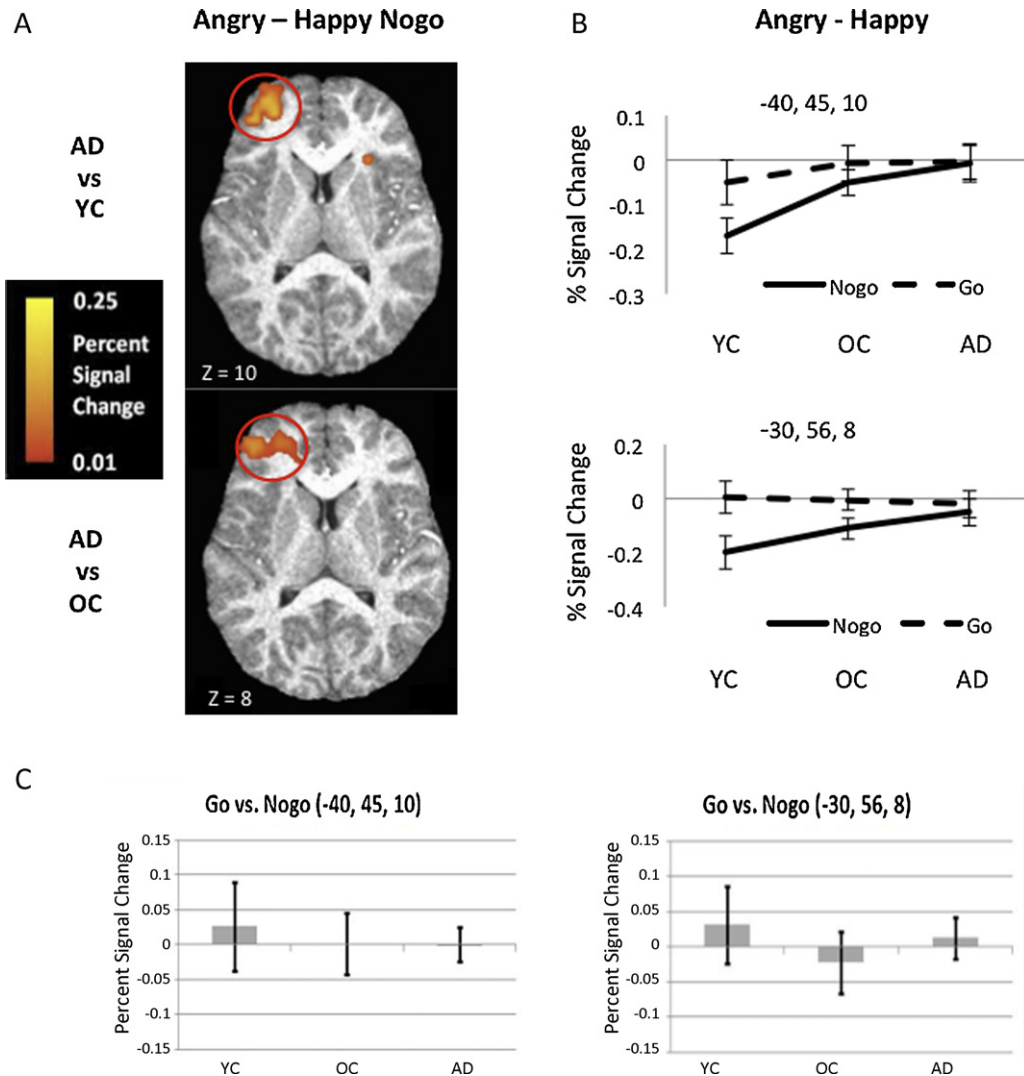 A
Angry – Happy Nogo
AD
vs
YC
0.25
Percent
Signal
Change
0.01
Z = 10
AD
vs
OC
Z = 8
B
Angry - Happy
-40, 45, 10
% Signal Change
0.1
0
-0.1
-0.2
-0.3
Nogo
Go
YC OC AD
-30, 56, 8
% Signal Change
0.2
0
-0.2
-0.4
Nogo
Go
YC OC AD
C
Go vs. Nogo (-40, 45, 10)
Percent Signal Change
0.15
0.1
0.05
0
-0.05
-0.1
-0.15
YC OC AD
Go vs. Nogo (-30, 56, 8)
Percent Signal Change
0.15
0.1
0.05
0
-0.05
-0.1
-0.15
YC OC AD